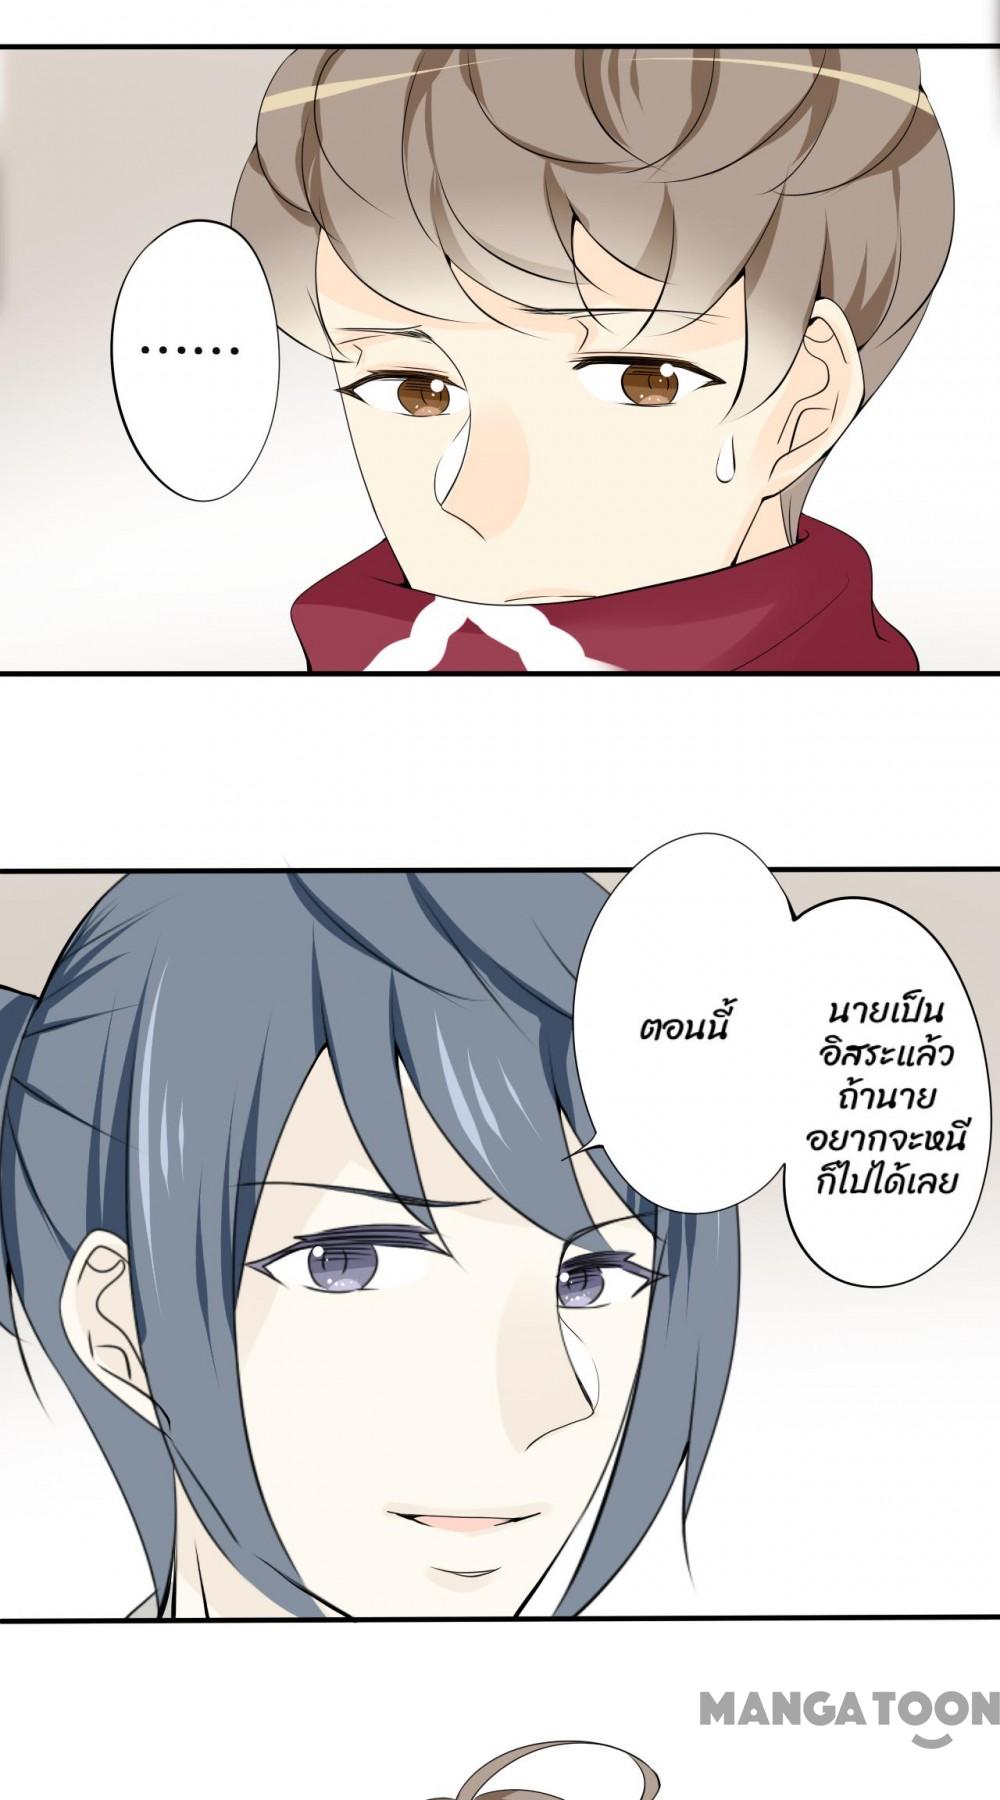 ......
ตอนนี้
นายเป็น
อิสระแล้ว
ถ้านาย
อยากจะหนี
ก็ไปได้เลย
MANGATOON